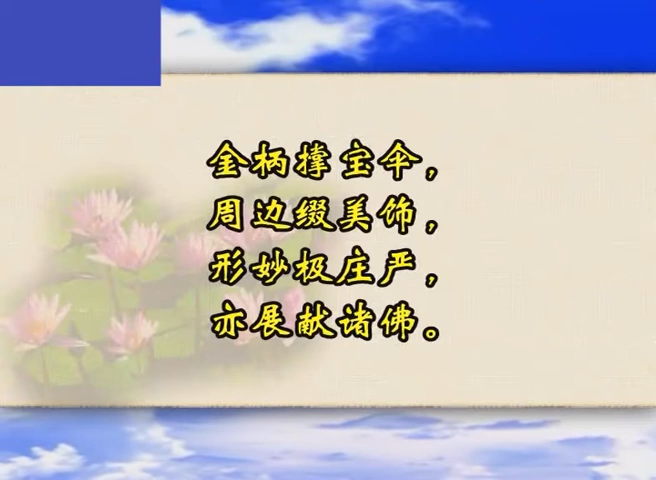 金柄撑宝伞，
周边缀美饰，
形妙极庄严，
亦展献诸佛。